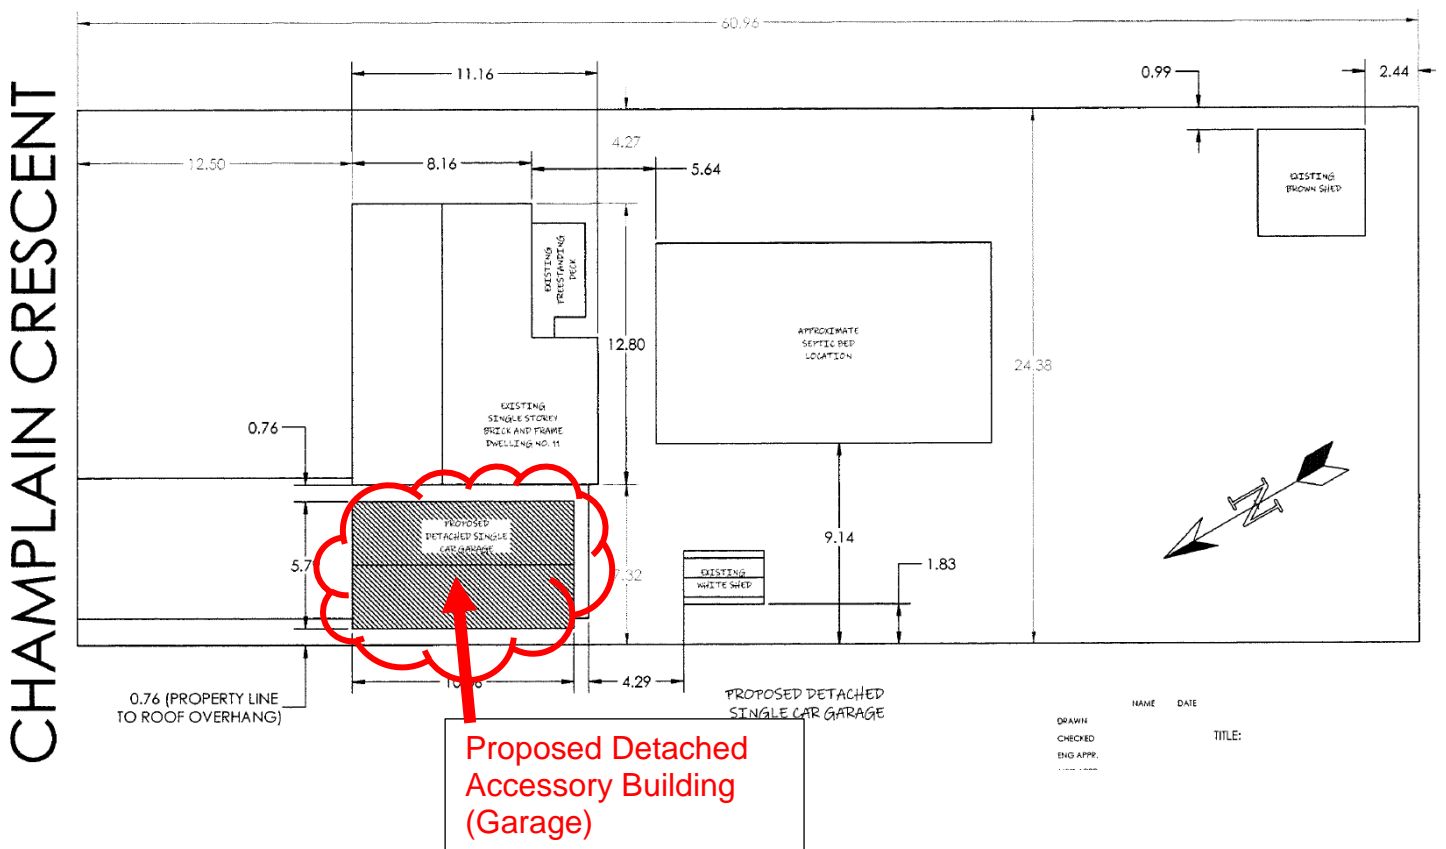 60.96
11.16
0.99
2.44
CHAMPLAIN CRESCENT
4.27
12.50
8.16
5.64
EXISTING
BROWN SHED
EXISTING
FREESTANDING
DECK
12.80
APPROXIMATE
SEPTIC BED
LOCATION
24.38
EXISTING
SINGLE STOREY
BRICK AND FRAME
DWELLING NO. 11
0.76
N
PROPOSED
DETACHED SINGLE
CAR GARAGE
9.14
1.83
7.32
EXISTING
WHITE SHED
4.29
0.76 (PROPERTY LINE
TO ROOF OVERHANG)
PROPOSED DETACHED
SINGLE CAR GARAGE
NAME DATE
DRAWN
CHECKED
ENG APPR.
TITLE:
Proposed Detached
Accessory Building
(Garage)